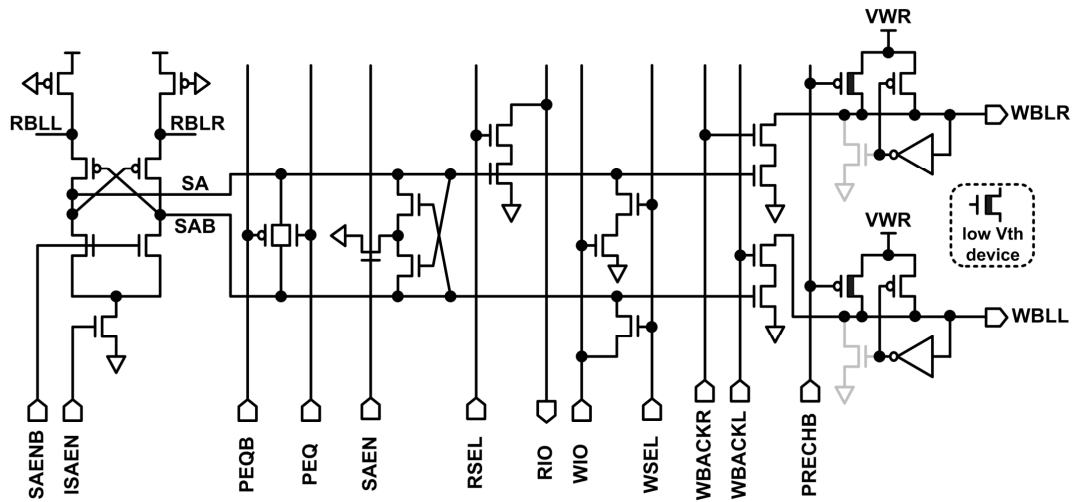 VWR
RBLL
RBLR
WBLR
SA
SAB
low Vth
device
VWR
WBLL
SAENB
ISAEN
PEQB
PEQ
SAEN
RSEL
RIO
WIO
WSEL
WBACKR
WBACKL
PRECHB